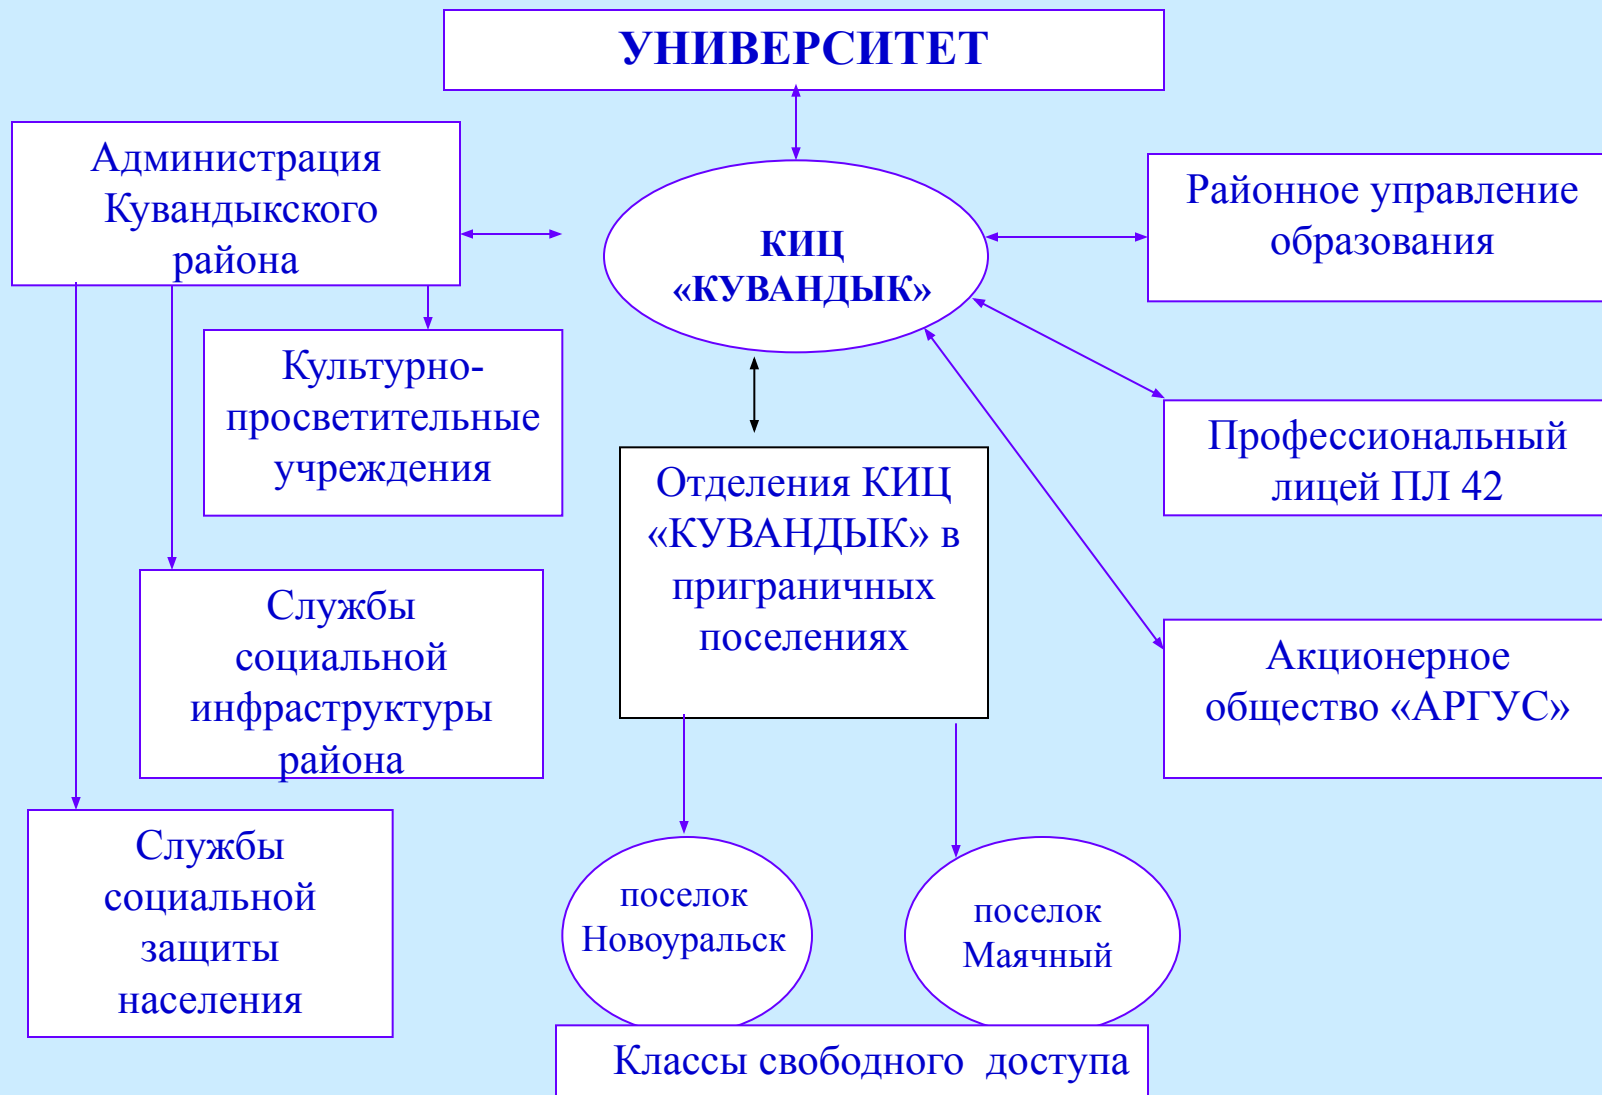 УНИВЕРСИТЕТ
Администрация
Кувандыкского
района
КИЦ
«КУВАНДЫК»
Районное управление
образования
Культурно-
просветительные
учреждения
Профессиональный
лицей ПЛ 42
Отделения КИЦ
«КУВАНДЫК» в
приграничных
поселениях
Службы
социальной
инфраструктуры
района
Акционерное
общество «АРГУС»
Службы
социальной
защиты
населения
поселок
Новоуральск
поселок
Маячный
Классы свободного доступа